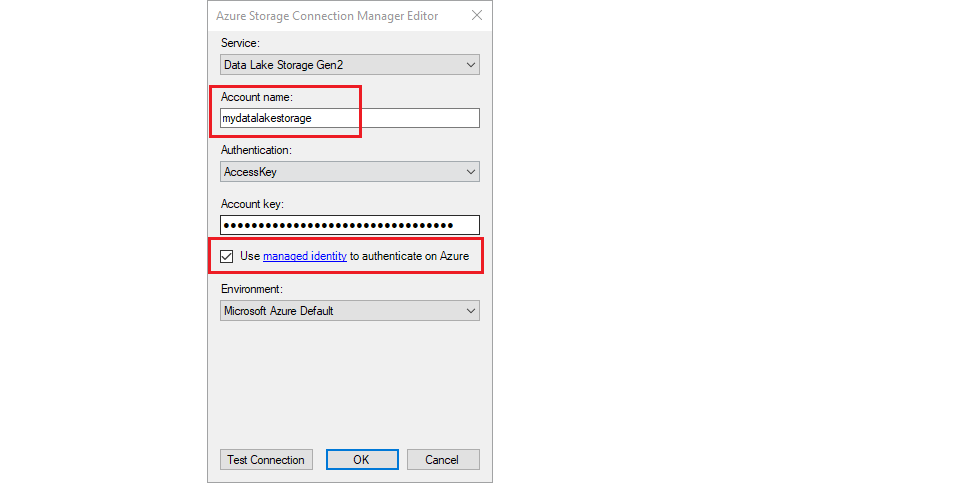 Azure Storage Connection Manager Editor
Service:
Data Lake Storage Gen2
Account name:
mydatalakestorage
Authentication:
AccessKey
Account key:
●●●●●●●●●●●●●●●●●●●●●●●●●●●●●●●●●
Use managed identity to authenticate on Azure
Environment:
Microsoft Azure Default
Test Connection OK Cancel